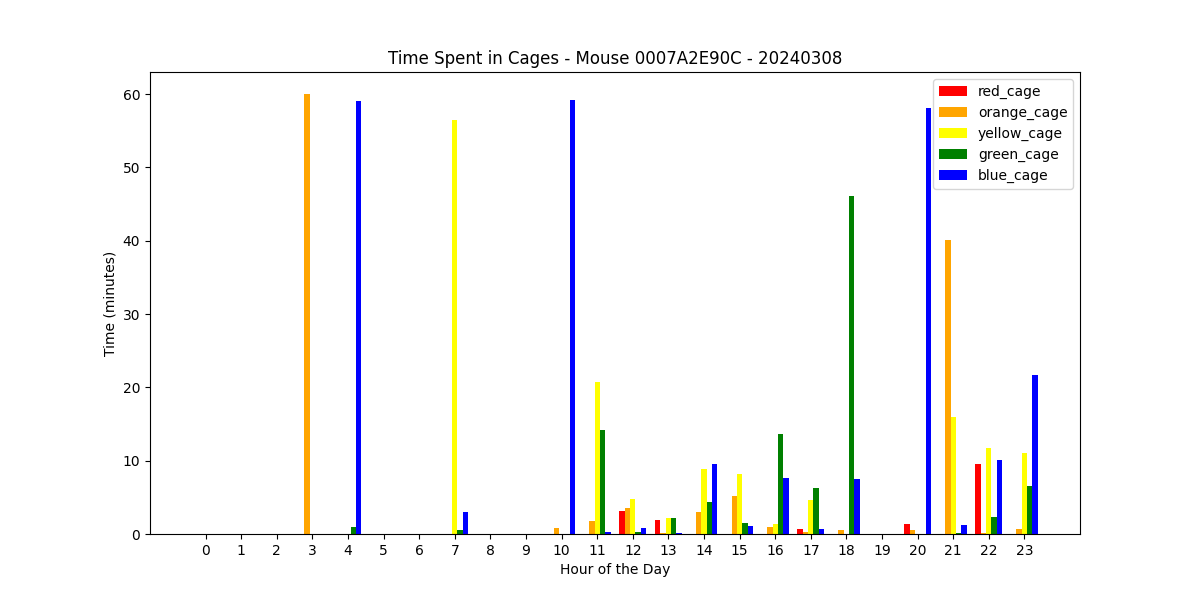 Time Spent in Cages - Mouse 0007A2E90C - 20240308
red_cage
orange_cage
yellow_cage
green_cage
blue_cage
60
50
40
30
20
10
0
Time (minutes)
0 1 2 3 4 5 6 7 8 9 10 11 12 13 14 15 16 17 18 19 20 21 22 23
Hour of the Day